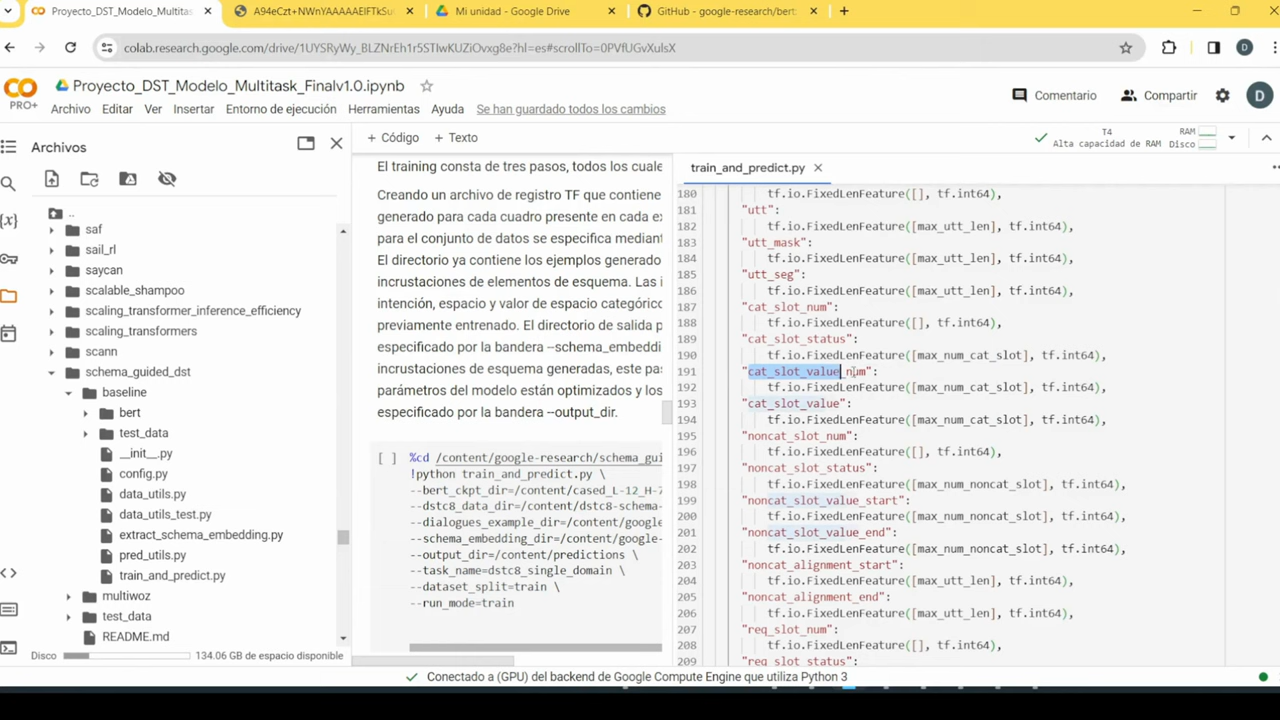 Proyecto_DST_Modelo_Multitas
A94eCzt+NWnYAAAAAElFTkSu
Mi unidad - Google Drive
GitHub - google-research/bert:
colab.research.google.com/drive/1UYSRyWy_BLZNrEh1r5STIwKUZiOvxg8e?hl=es#scrollTo=0PVfUGvXulsX
D
PRO+
Proyecto_DST_Modelo_Multitask_Finalv1.0.ipynb
Archivo Editar Ver Insertar Entorno de ejecución Herramientas Ayuda Se han guardado todos los cambios
Comentario Compartir D
Archivos
+ Código + Texto
T4
Alta capacidad de RAM
RAM
Disco
..
saf
sail_rl
saycan
scalable_shampoo
scaling_transformer_inference_efficiency
scaling_transformers
scann
schema_guided_dst
baseline
bert
test_data
__init__.py
config.py
data_utils.py
data_utils_test.py
extract_schema_embedding.py
pred_utils.py
train_and_predict.py
multiwoz
test_data
README.md
Disco 134.06 GB de espacio disponible
El training consta de tres pasos, todos los cuale
Creando un archivo de registro TF que contiene
generado para cada cuadro presente en cada ex
para el conjunto de datos se especifica mediant
El directorio ya contiene los ejemplos generado
incrustaciones de elementos de esquema. Las i
intención, espacio y valor de espacio categóric
previamente entrenado. El directorio de salida p
especificado por la bandera --schema_embeddi
incrustaciones de esquema generadas, este pas
parámetros del modelo están optimizados y los
especificado por la bandera --output_dir.
[ ] %cd /content/google-research/schema_gui
!python train_and_predict.py \
--bert_ckpt_dir=/content/cased_L-12_H-7
--dstc8_data_dir=/content/dstc8-schema-
--dialogues_example_dir=/content/google
--schema_embedding_dir=/content/google-
--output_dir=/content/predictions \
--task_name=dstc8_single_domain \
--dataset_split=train \
--run_mode=train
train_and_predict.py
180 tf.io.FixedLenFeature([], tf.int64),
181 "utt":
182 tf.io.FixedLenFeature([max_utt_len], tf.int64),
183 "utt_mask":
184 tf.io.FixedLenFeature([max_utt_len], tf.int64),
185 "utt_seg":
186 tf.io.FixedLenFeature([max_utt_len], tf.int64),
187 "cat_slot_num":
188 tf.io.FixedLenFeature([], tf.int64),
189 "cat_slot_status":
190 tf.io.FixedLenFeature([max_num_cat_slot], tf.int64),
191 "cat_slot_value_num":
192 tf.io.FixedLenFeature([max_num_cat_slot], tf.int64),
193 "cat_slot_value":
194 tf.io.FixedLenFeature([max_num_cat_slot], tf.int64),
195 "noncat_slot_num":
196 tf.io.FixedLenFeature([], tf.int64),
197 "noncat_slot_status":
198 tf.io.FixedLenFeature([max_num_noncat_slot], tf.int64),
199 "noncat_slot_value_start":
200 tf.io.FixedLenFeature([max_num_noncat_slot], tf.int64),
201 "noncat_slot_value_end":
202 tf.io.FixedLenFeature([max_num_noncat_slot], tf.int64),
203 "noncat_alignment_start":
204 tf.io.FixedLenFeature([max_utt_len], tf.int64),
205 "noncat_alignment_end":
206 tf.io.FixedLenFeature([max_utt_len], tf.int64),
207 "req_slot_num":
208 tf.io.FixedLenFeature([], tf.int64),
209 "req_slot_status":
Conectado a (GPU) del backend de Google Compute Engine que utiliza Python 3